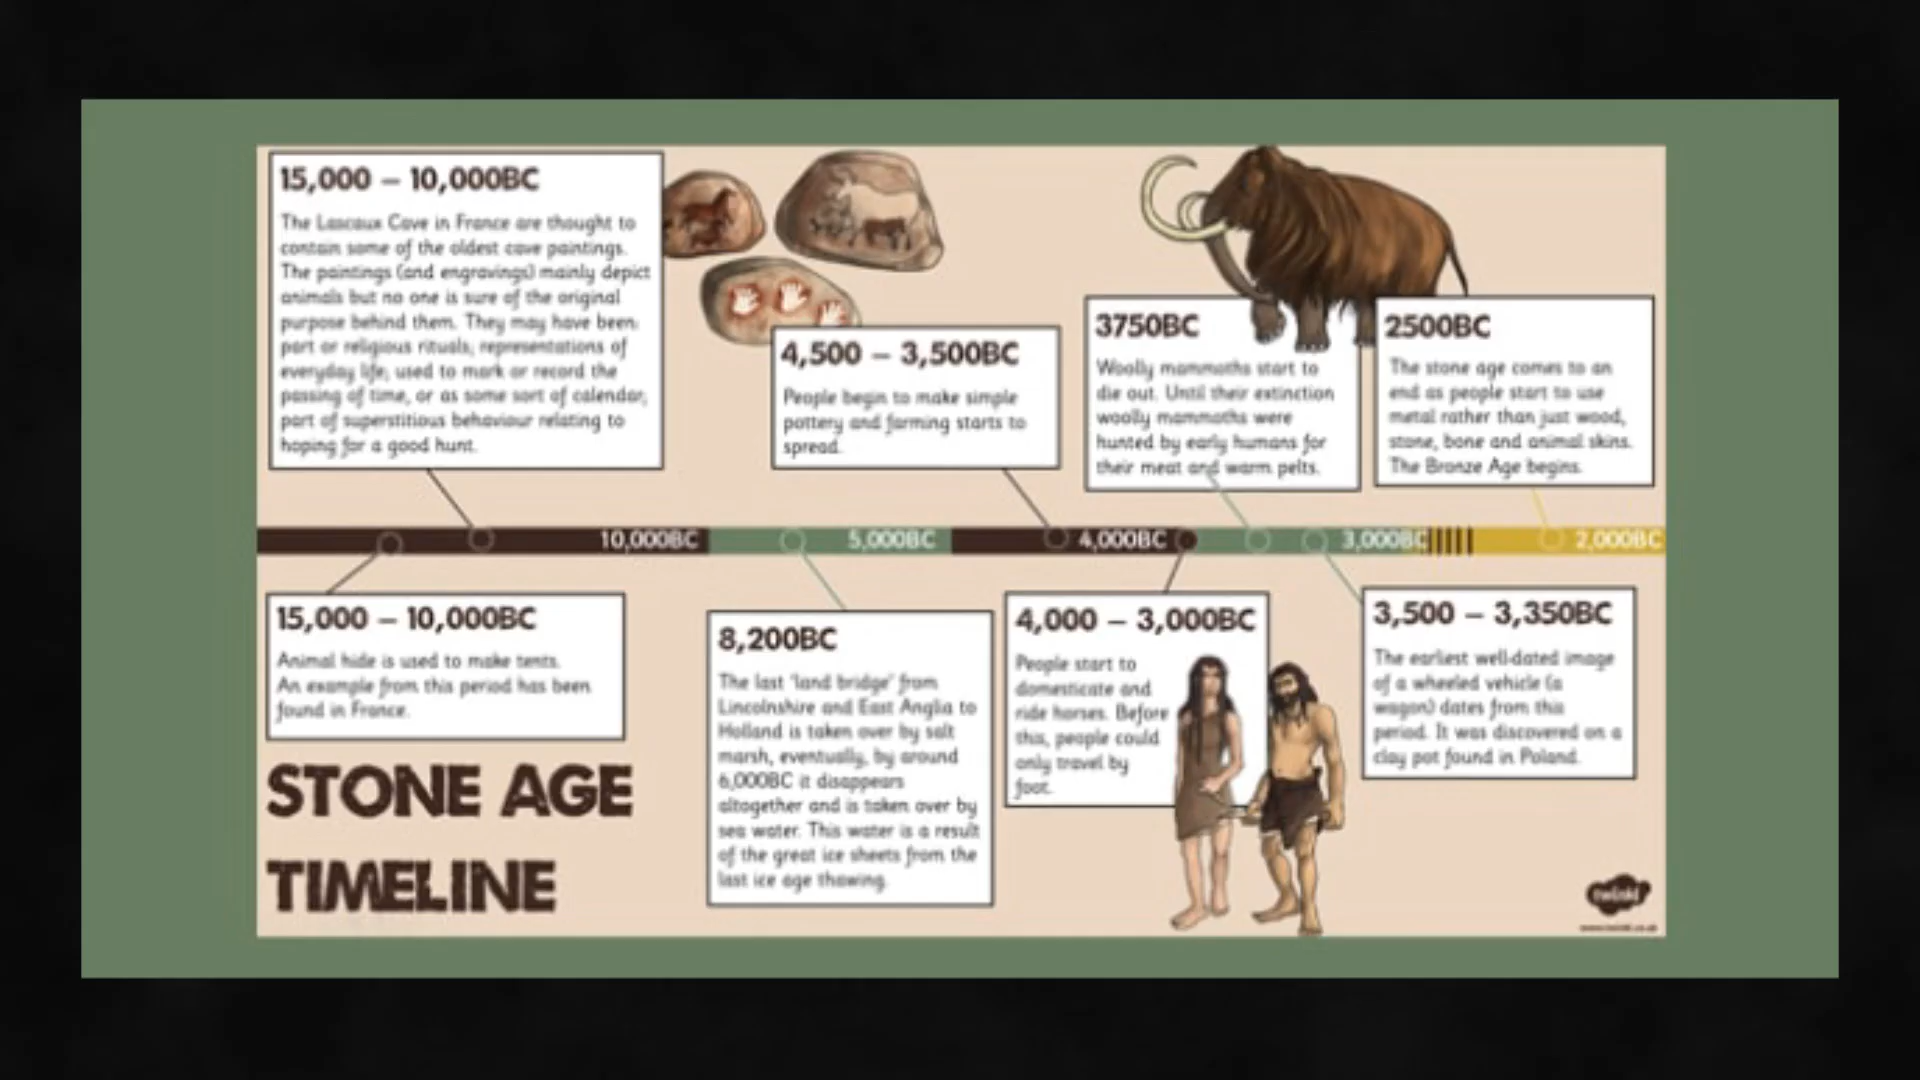 15,000 – 10,000BC
The Lascaux Cave in France are thought to
contain some of the oldest cave paintings.
The paintings (and engravings) mainly depict
animals but no one is sure of the original
purpose behind them. They may have been:
part or religious rituals; representations of
everyday life; used to mark or record the
passing of time, or as some sort of calendar;
part of superstitious behaviour relating to
hoping for a good hunt.
4,500 – 3,500BC
People begin to make simple
pottery and farming starts to
spread.
3750BC
Woolly mammoths start to
die out. Until their extinction
woolly mammoths were
hunted by early humans for
their meat and warm pelts.
2500BC
The stone age comes to an
end as people start to use
metal rather than just wood,
stone, bone and animal skins.
The Bronze Age begins.
10,000BC
5,000BC
4,000BC
3,000BC
2,000BC
15,000 – 10,000BC
Animal hide is used to make tents.
An example from this period has been
found in France.
8,200BC
The last 'land bridge' from
Lincolnshire and East Anglia to
Holland is taken over by salt
marsh, eventually, by around
6,000BC it disappears
altogether and is taken over by
sea water. This water is a result
of the great ice sheets from the
last ice age thawing.
4,000 – 3,000BC
People start to
domesticate and
ride horses. Before
this, people could
only travel by
foot.
3,500 – 3,350BC
The earliest well-dated image
of a wheeled vehicle (a
wagon) dates from this
period. It was discovered on a
clay pot found in Poland.
STONE AGE
TIMELINE
twinkl
www.twinkl.co.uk